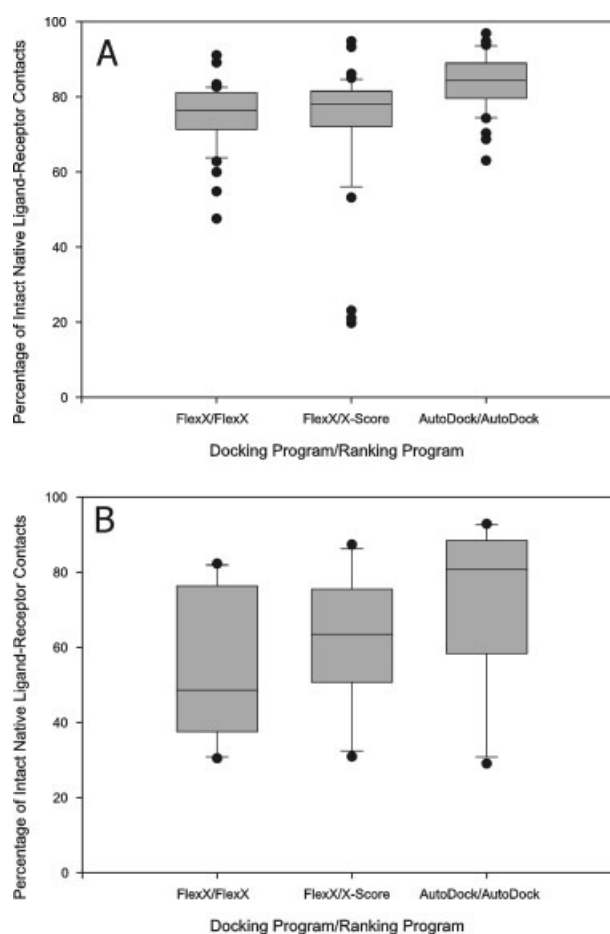 A
100
80
60
40
20
0
Percentage of Intact Native Ligand-Receptor Contacts
FlexX/FlexX FlexX/X-Score AutoDock/AutoDock
Docking Program/Ranking Program
B
100
80
60
40
20
0
Percentage of Intact Native Ligand-Receptor Contacts
FlexX/FlexX FlexX/X-Score AutoDock/AutoDock
Docking Program/Ranking Program